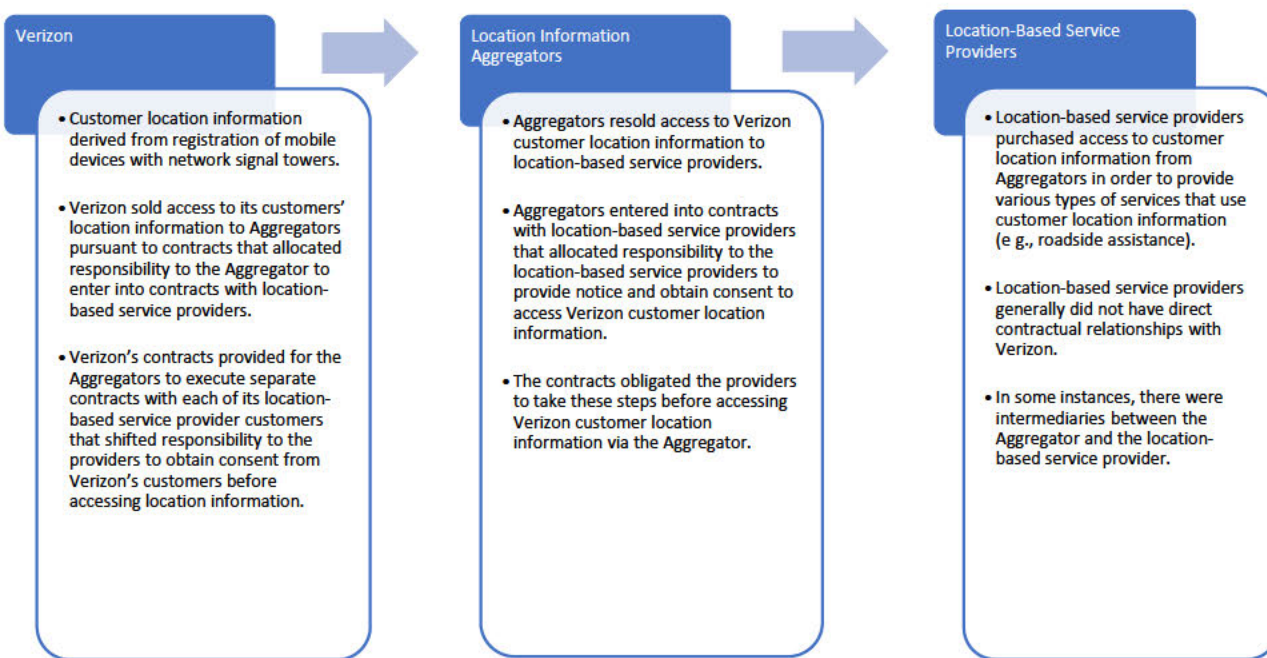 Verizon
• Customer location information
derived from registration of mobile
devices with network signal towers.
• Verizon sold access to its customers’
location information to Aggregators
pursuant to contracts that allocated
responsibility to the Aggregator to
enter into contracts with location-
based service providers.
• Verizon’s contracts provided for the
Aggregators to execute separate
contracts with each of its location-
based service provider customers
that shifted responsibility to the
providers to obtain consent from
Verizon’s customers before
accessing location information.
Location Information
Aggregators
• Aggregators resold access to Verizon
customer location information to
location-based service providers.
• Aggregators entered into contracts
with location-based service providers
that allocated responsibility to the
location-based service providers to
provide notice and obtain consent to
access Verizon customer location
information.
• The contracts obligated the providers
to take these steps before accessing
Verizon customer location
information via the Aggregator.
Location-Based Service
Providers
• Location-based service providers
purchased access to customer
location information from
Aggregators in order to provide
various types of services that use
customer location information
(e g., roadside assistance).
• Location-based service providers
generally did not have direct
contractual relationships with
Verizon.
• In some instances, there were
intermediaries between the
Aggregator and the location-
based service provider.